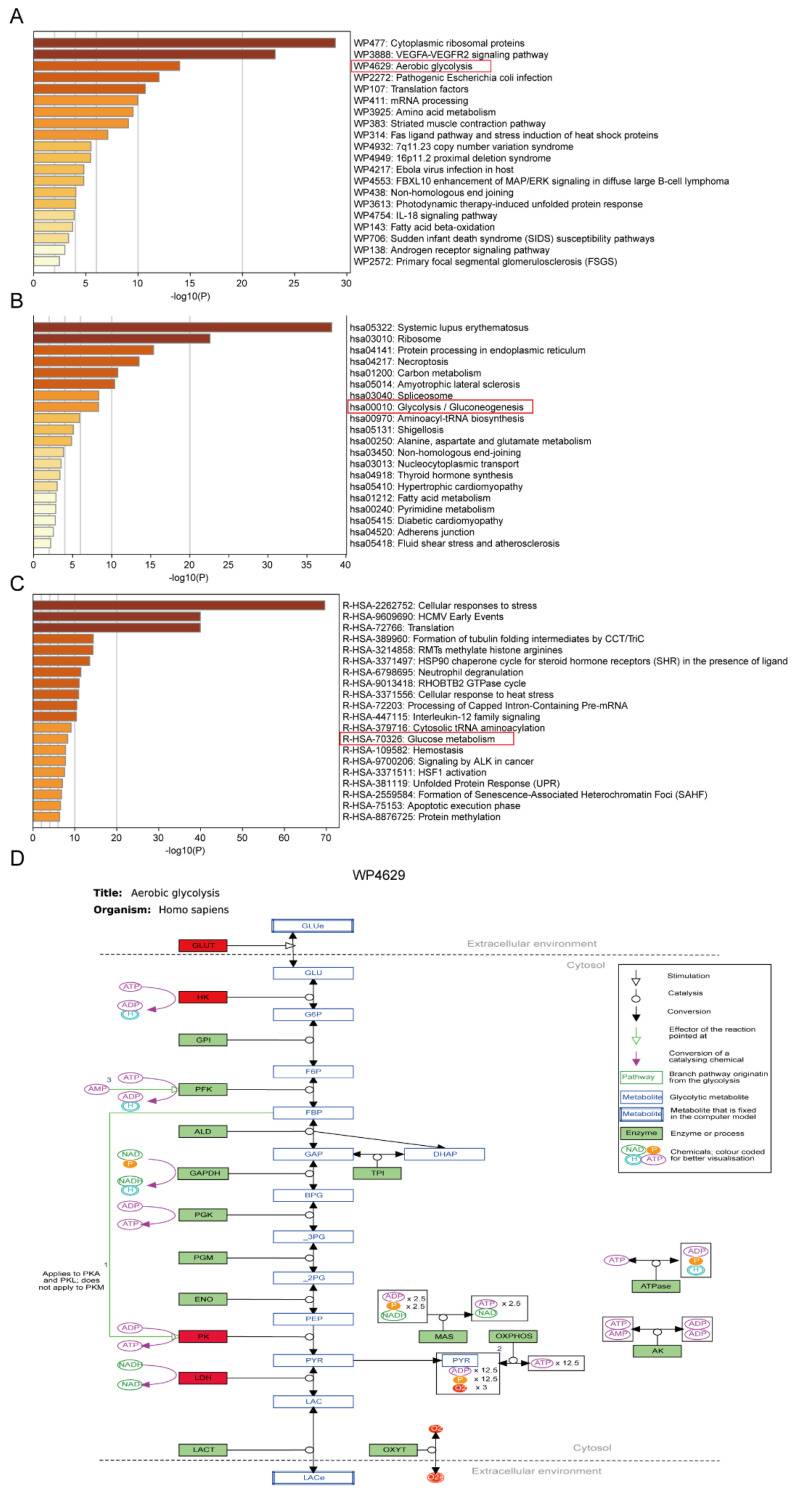 A
WP477: Cytoplasmic ribosomal proteins
WP3888: VEGFA-VEGFR2 signaling pathway
WP4629: Aerobic glycolysis
WP2272: Pathogenic Escherichia coli infection
WP107: Translation factors
WP411: mRNA processing
WP3925: Amino acid metabolism
WP383: Striated muscle contraction pathway
WP314: Fas ligand pathway and stress induction of heat shock proteins
WP4932: 7q11.23 copy number variation syndrome
WP4949: 16p11.2 proximal deletion syndrome
WP4217: Ebola virus infection in host
WP4553: FBXL10 enhancement of MAP/ERK signaling in diffuse large B-cell lymphoma
WP438: Non-homologous end joining
WP3613: Photodynamic therapy-induced unfolded protein response
WP4754: IL-18 signaling pathway
WP143: Fatty acid beta-oxidation
WP706: Sudden infant death syndrome (SIDS) susceptibility pathways
WP138: Androgen receptor signaling pathway
WP2572: Primary focal segmental glomerulosclerosis (FSGS)
0 5 10 15 20 25 30
-log10(P)
B
hsa05322: Systemic lupus erythematosus
hsa03010: Ribosome
hsa04141: Protein processing in endoplasmic reticulum
hsa04217: Necroptosis
hsa01200: Carbon metabolism
hsa05014: Amyotrophic lateral sclerosis
hsa03040: Spliceosome
hsa00010: Glycolysis / Gluconeogenesis
hsa00970: Aminoacyl-tRNA biosynthesis
hsa05131: Shigellosis
hsa00250: Alanine, aspartate and glutamate metabolism
hsa03450: Non-homologous end-joining
hsa03013: Nucleocytoplasmic transport
hsa04918: Thyroid hormone synthesis
hsa05410: Hypertrophic cardiomyopathy
hsa01212: Fatty acid metabolism
hsa00240: Pyrimidine metabolism
hsa05415: Diabetic cardiomyopathy
hsa04520: Adherens junction
hsa05418: Fluid shear stress and atherosclerosis
0 5 10 15 20 25 30 35 40
-log10(P)
C
R-HSA-2262752: Cellular responses to stress
R-HSA-9609690: HCMV Early Events
R-HSA-72766: Translation
R-HSA-389960: Formation of tubulin folding intermediates by CCT/TriC
R-HSA-3214858: RMTs methylate histone arginines
R-HSA-3371497: HSP90 chaperone cycle for steroid hormone receptors (SHR) in the presence of ligand
R-HSA-6798695: Neutrophil degranulation
R-HSA-9013418: RHOBTB2 GTPase cycle
R-HSA-3371556: Cellular response to heat stress
R-HSA-72203: Processing of Capped Intron-Containing Pre-mRNA
R-HSA-447115: Interleukin-12 family signaling
R-HSA-379716: Cytosolic tRNA aminoacylation
R-HSA-70326: Glucose metabolism
R-HSA-109582: Hemostasis
R-HSA-9700206: Signaling by ALK in cancer
R-HSA-3371511: HSF1 activation
R-HSA-381119: Unfolded Protein Response (UPR)
R-HSA-2559584: Formation of Senescence-Associated Heterochromatin Foci (SAHF)
R-HSA-75153: Apoptotic execution phase
R-HSA-8876725: Protein methylation
0 10 20 30 40 50 60 70
-log10(P)
D
WP4629
Title: Aerobic glycolysis
Organism: Homo sapiens
GLUe
GLUT
Extracellular environment
Cytosol
GLU
ATP
HK
ADP
H
G6P
GPI
F6P
3
ATP
AMP
PFK
ADP
H
FBP
ALD
NAD
P
GAP
DHAP
GAPDH
TPI
NADH
H
BPG
ADP
PGK
ATP
_3PG
PGM
1
Applies to PKA
and PKL; does
not apply to PKM
_2PG
ENO
PEP
ADP
PK
ATP
PYR
NADH
LDH
NAD
LAC
LACT
OXYT
Cytosol
Extracellular environment
LACe
O2
O2e
ADP
P
NADH
x 2.5
x 2.5
ATP x 2.5
NAD
MAS
OXPHOS
2
PYR
ADP x 12.5
P x 12.5
O2 x 3
ATP x 12.5
Stimulation
Catalysis
Conversion
Effector of the reaction
pointed at
Conversion of a
catalysing chemical
Pathway Branch pathway originatin
from the glycolysis
Metabolite Glycolytic metabolite
Metabolite Metabolite that is fixed
in the computer model
Enzyme Enzyme or process
NAD P Chemicals, colour coded
H ATP for better visualisation
ATP
ADP
P
H
ATPase
ATP
AMP
ADP
ADP
AK